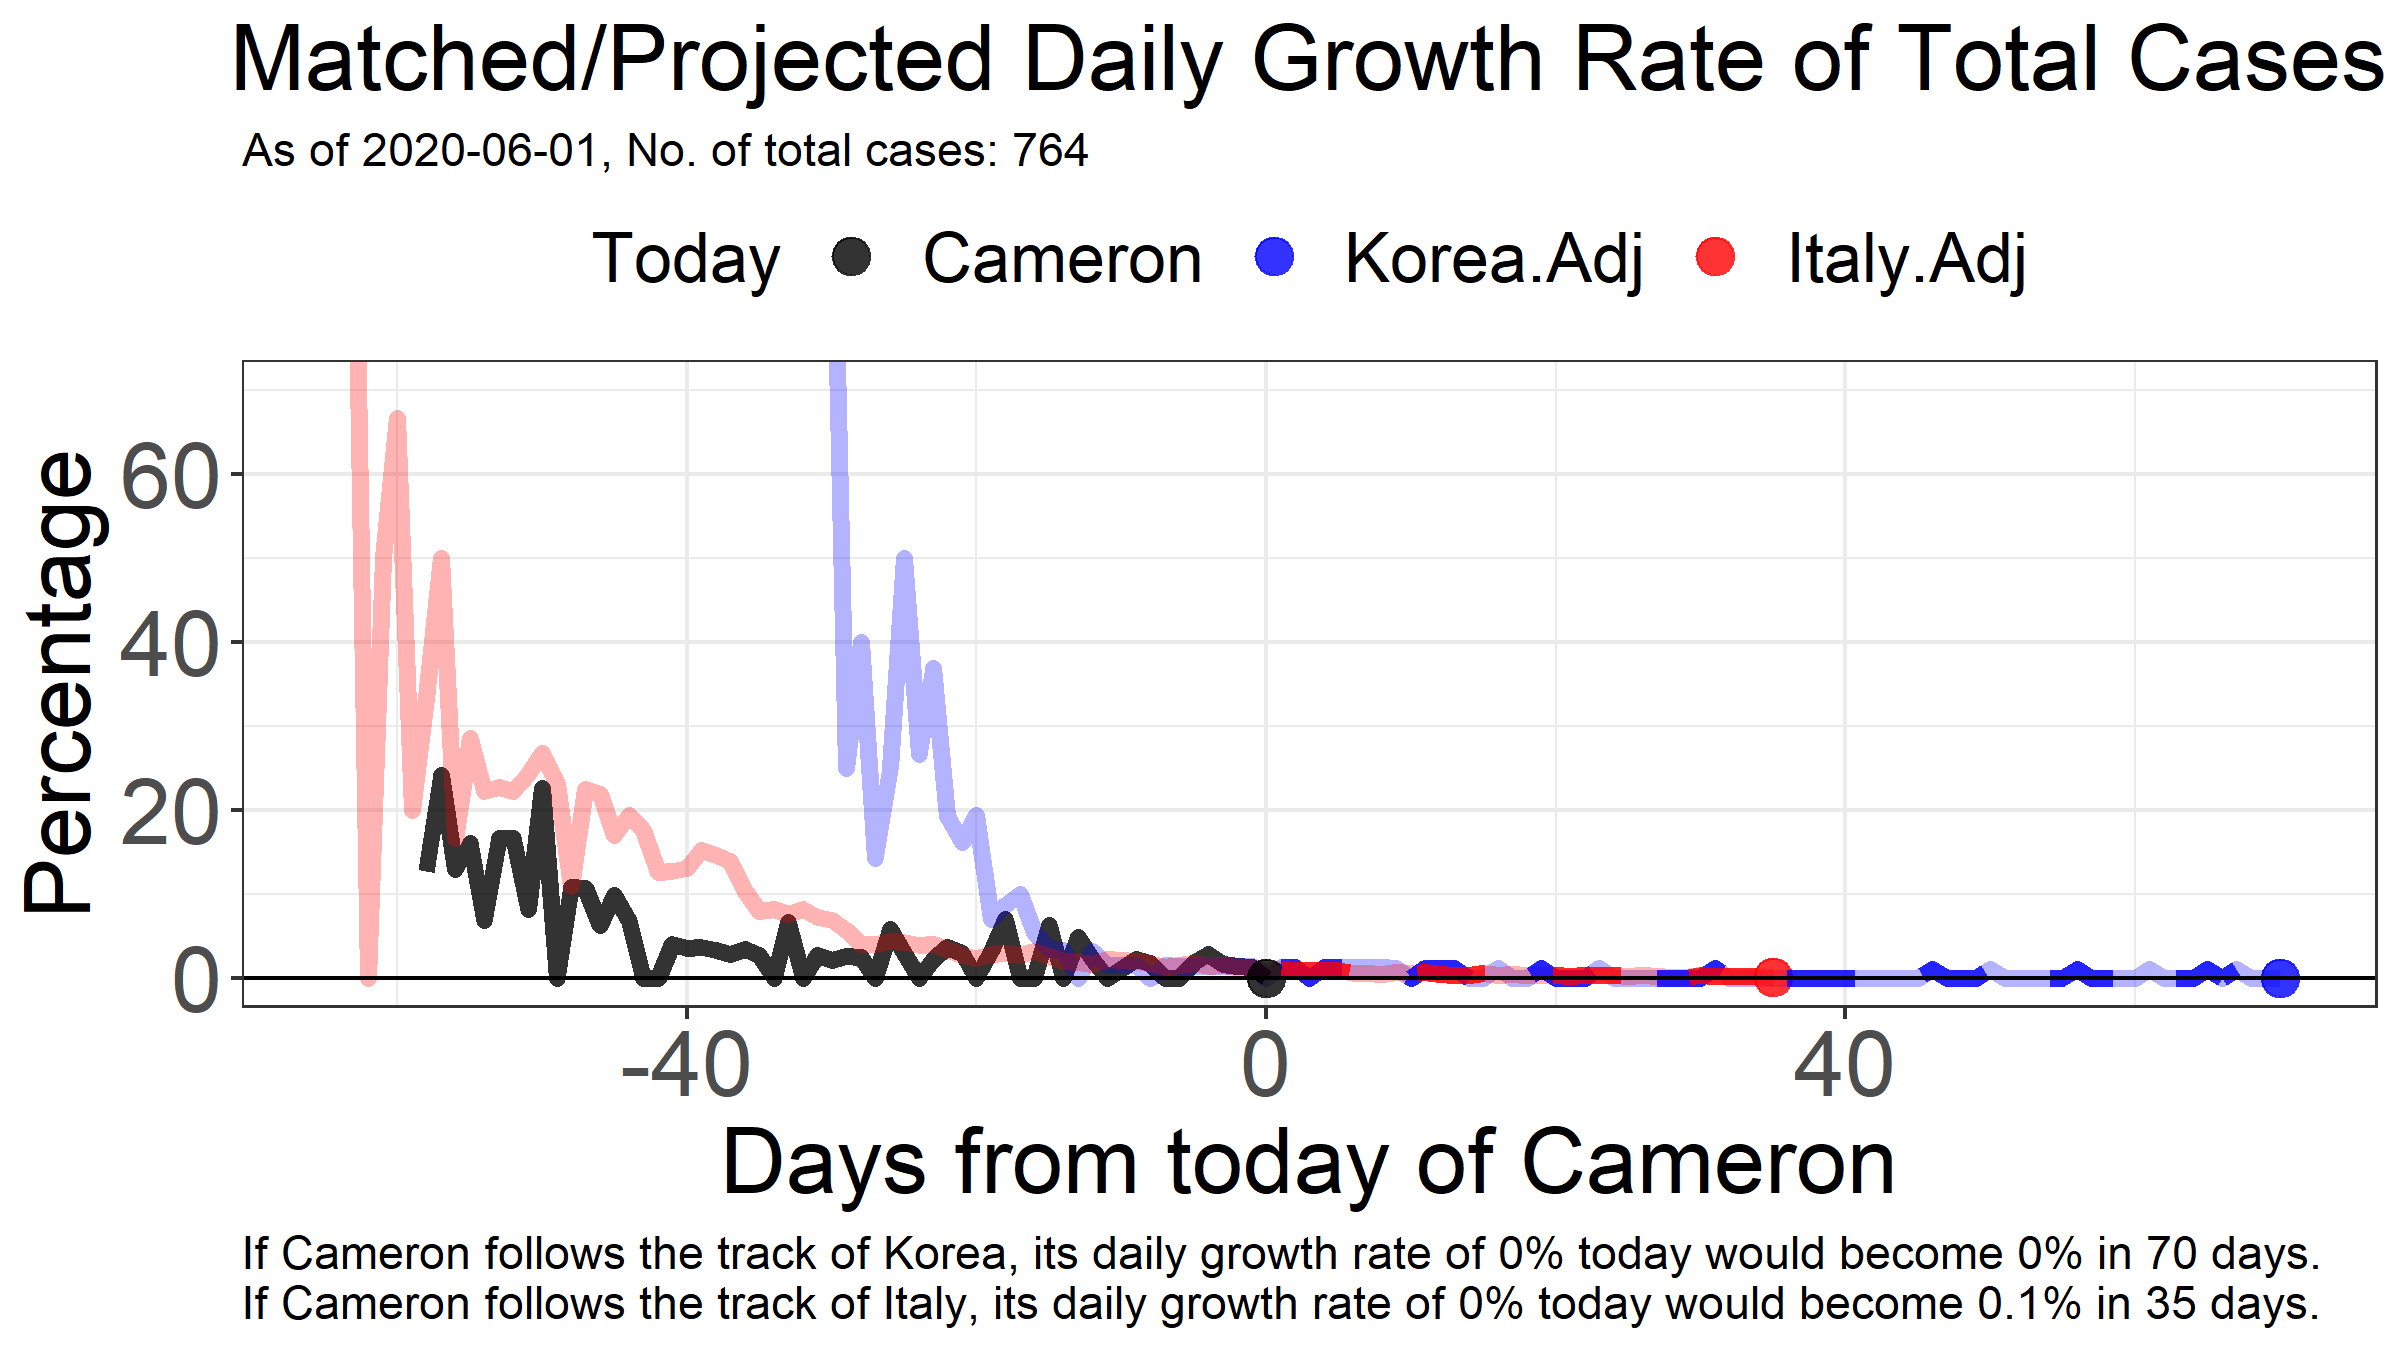 Matched/Projected Daily Growth Rate of Total Cases
As of 2020-06-01, No. of total cases: 764
Today Cameron Korea.Adj Italy.Adj
Percentage
60
40
20
0
-40 0 40
Days from today of Cameron
If Cameron follows the track of Korea, its daily growth rate of 0% today would become 0% in 70 days.
If Cameron follows the track of Italy, its daily growth rate of 0% today would become 0.1% in 35 days.